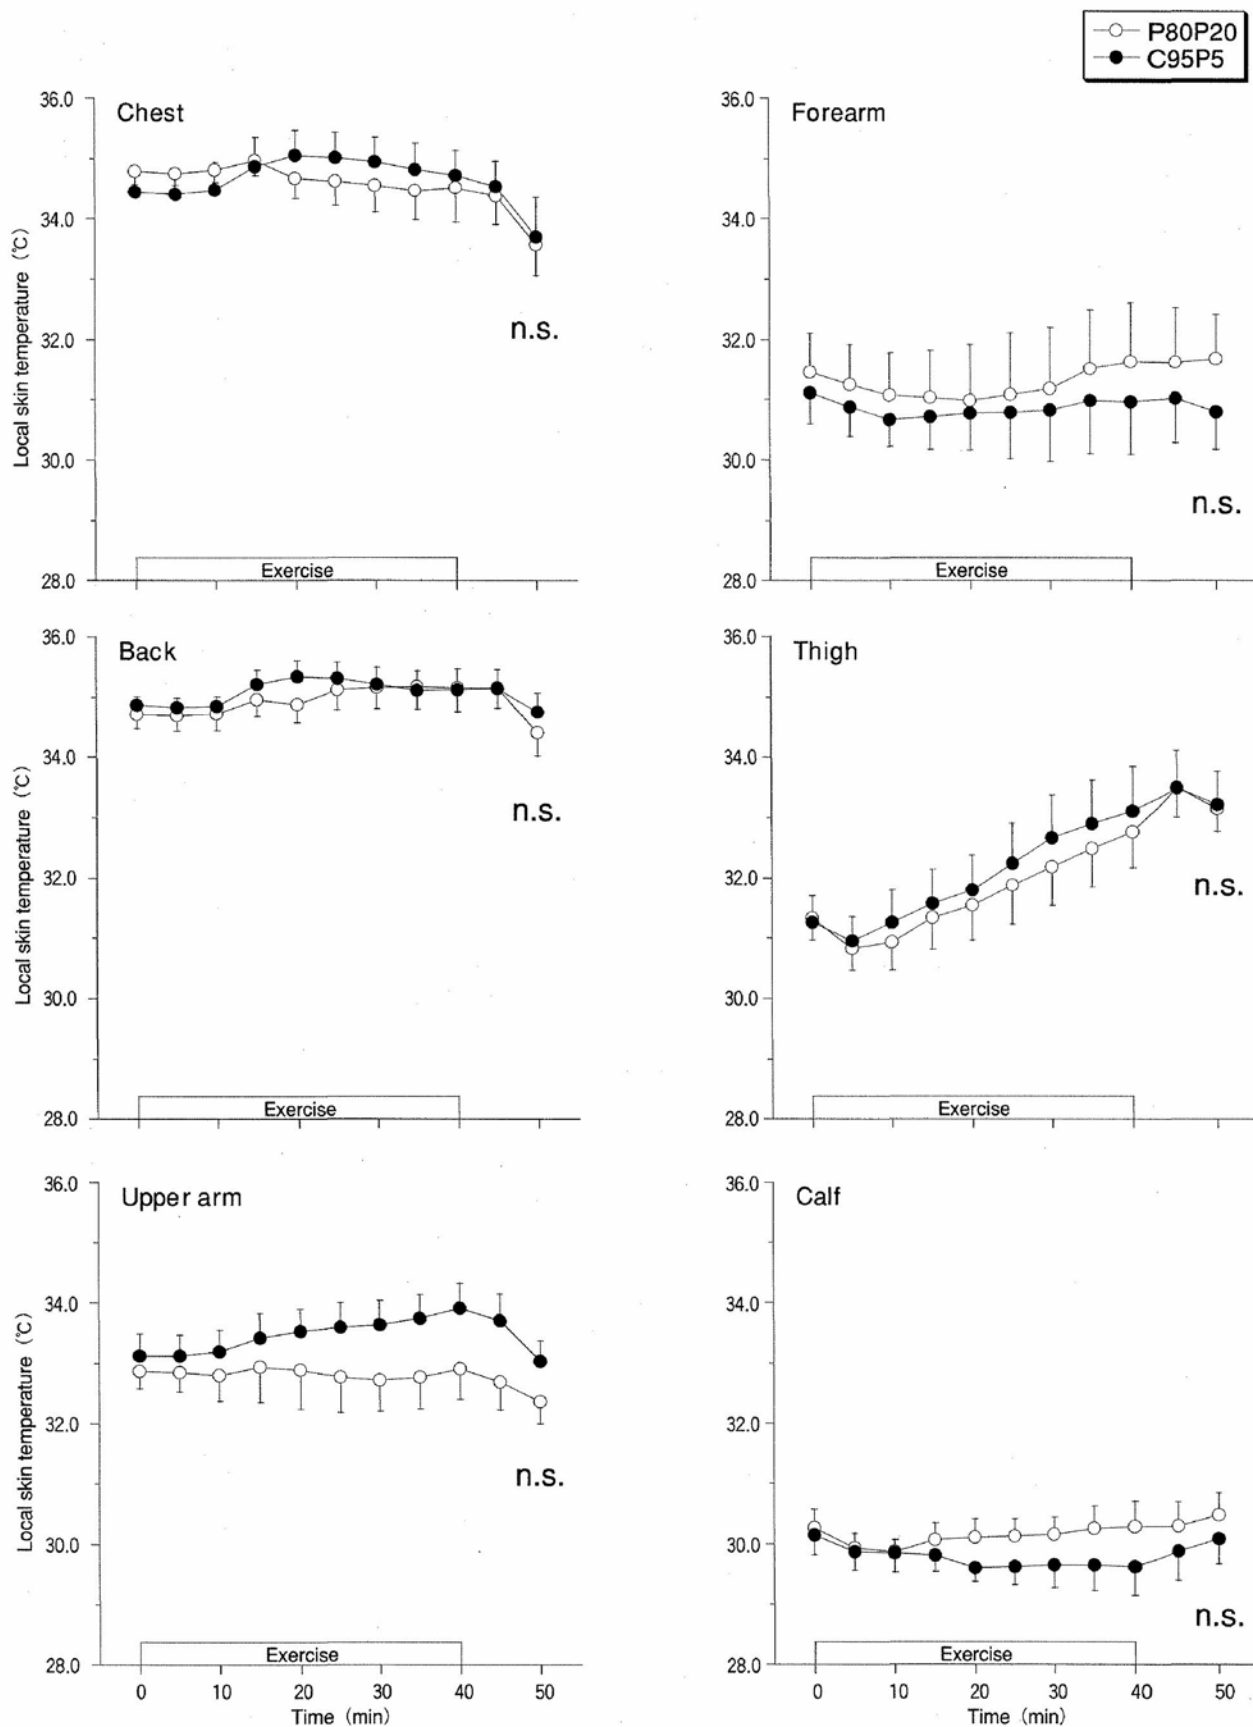 P80P20
C95P5
Chest
36.0
34.0
32.0
30.0
28.0
Local skin temperature (℃)
n.s.
Exercise
Forearm
36.0
34.0
32.0
30.0
28.0
n.s.
Exercise
Back
36.0
34.0
32.0
30.0
28.0
Local skin temperature (℃)
n.s.
Exercise
Thigh
36.0
34.0
32.0
30.0
28.0
n.s.
Exercise
Upper arm
36.0
34.0
32.0
30.0
28.0
Local skin temperature (℃)
n.s.
Exercise
0 10 20 30 40 50
Time (min)
Calf
36.0
34.0
32.0
30.0
28.0
n.s.
Exercise
0 10 20 30 40 50
Time (min)